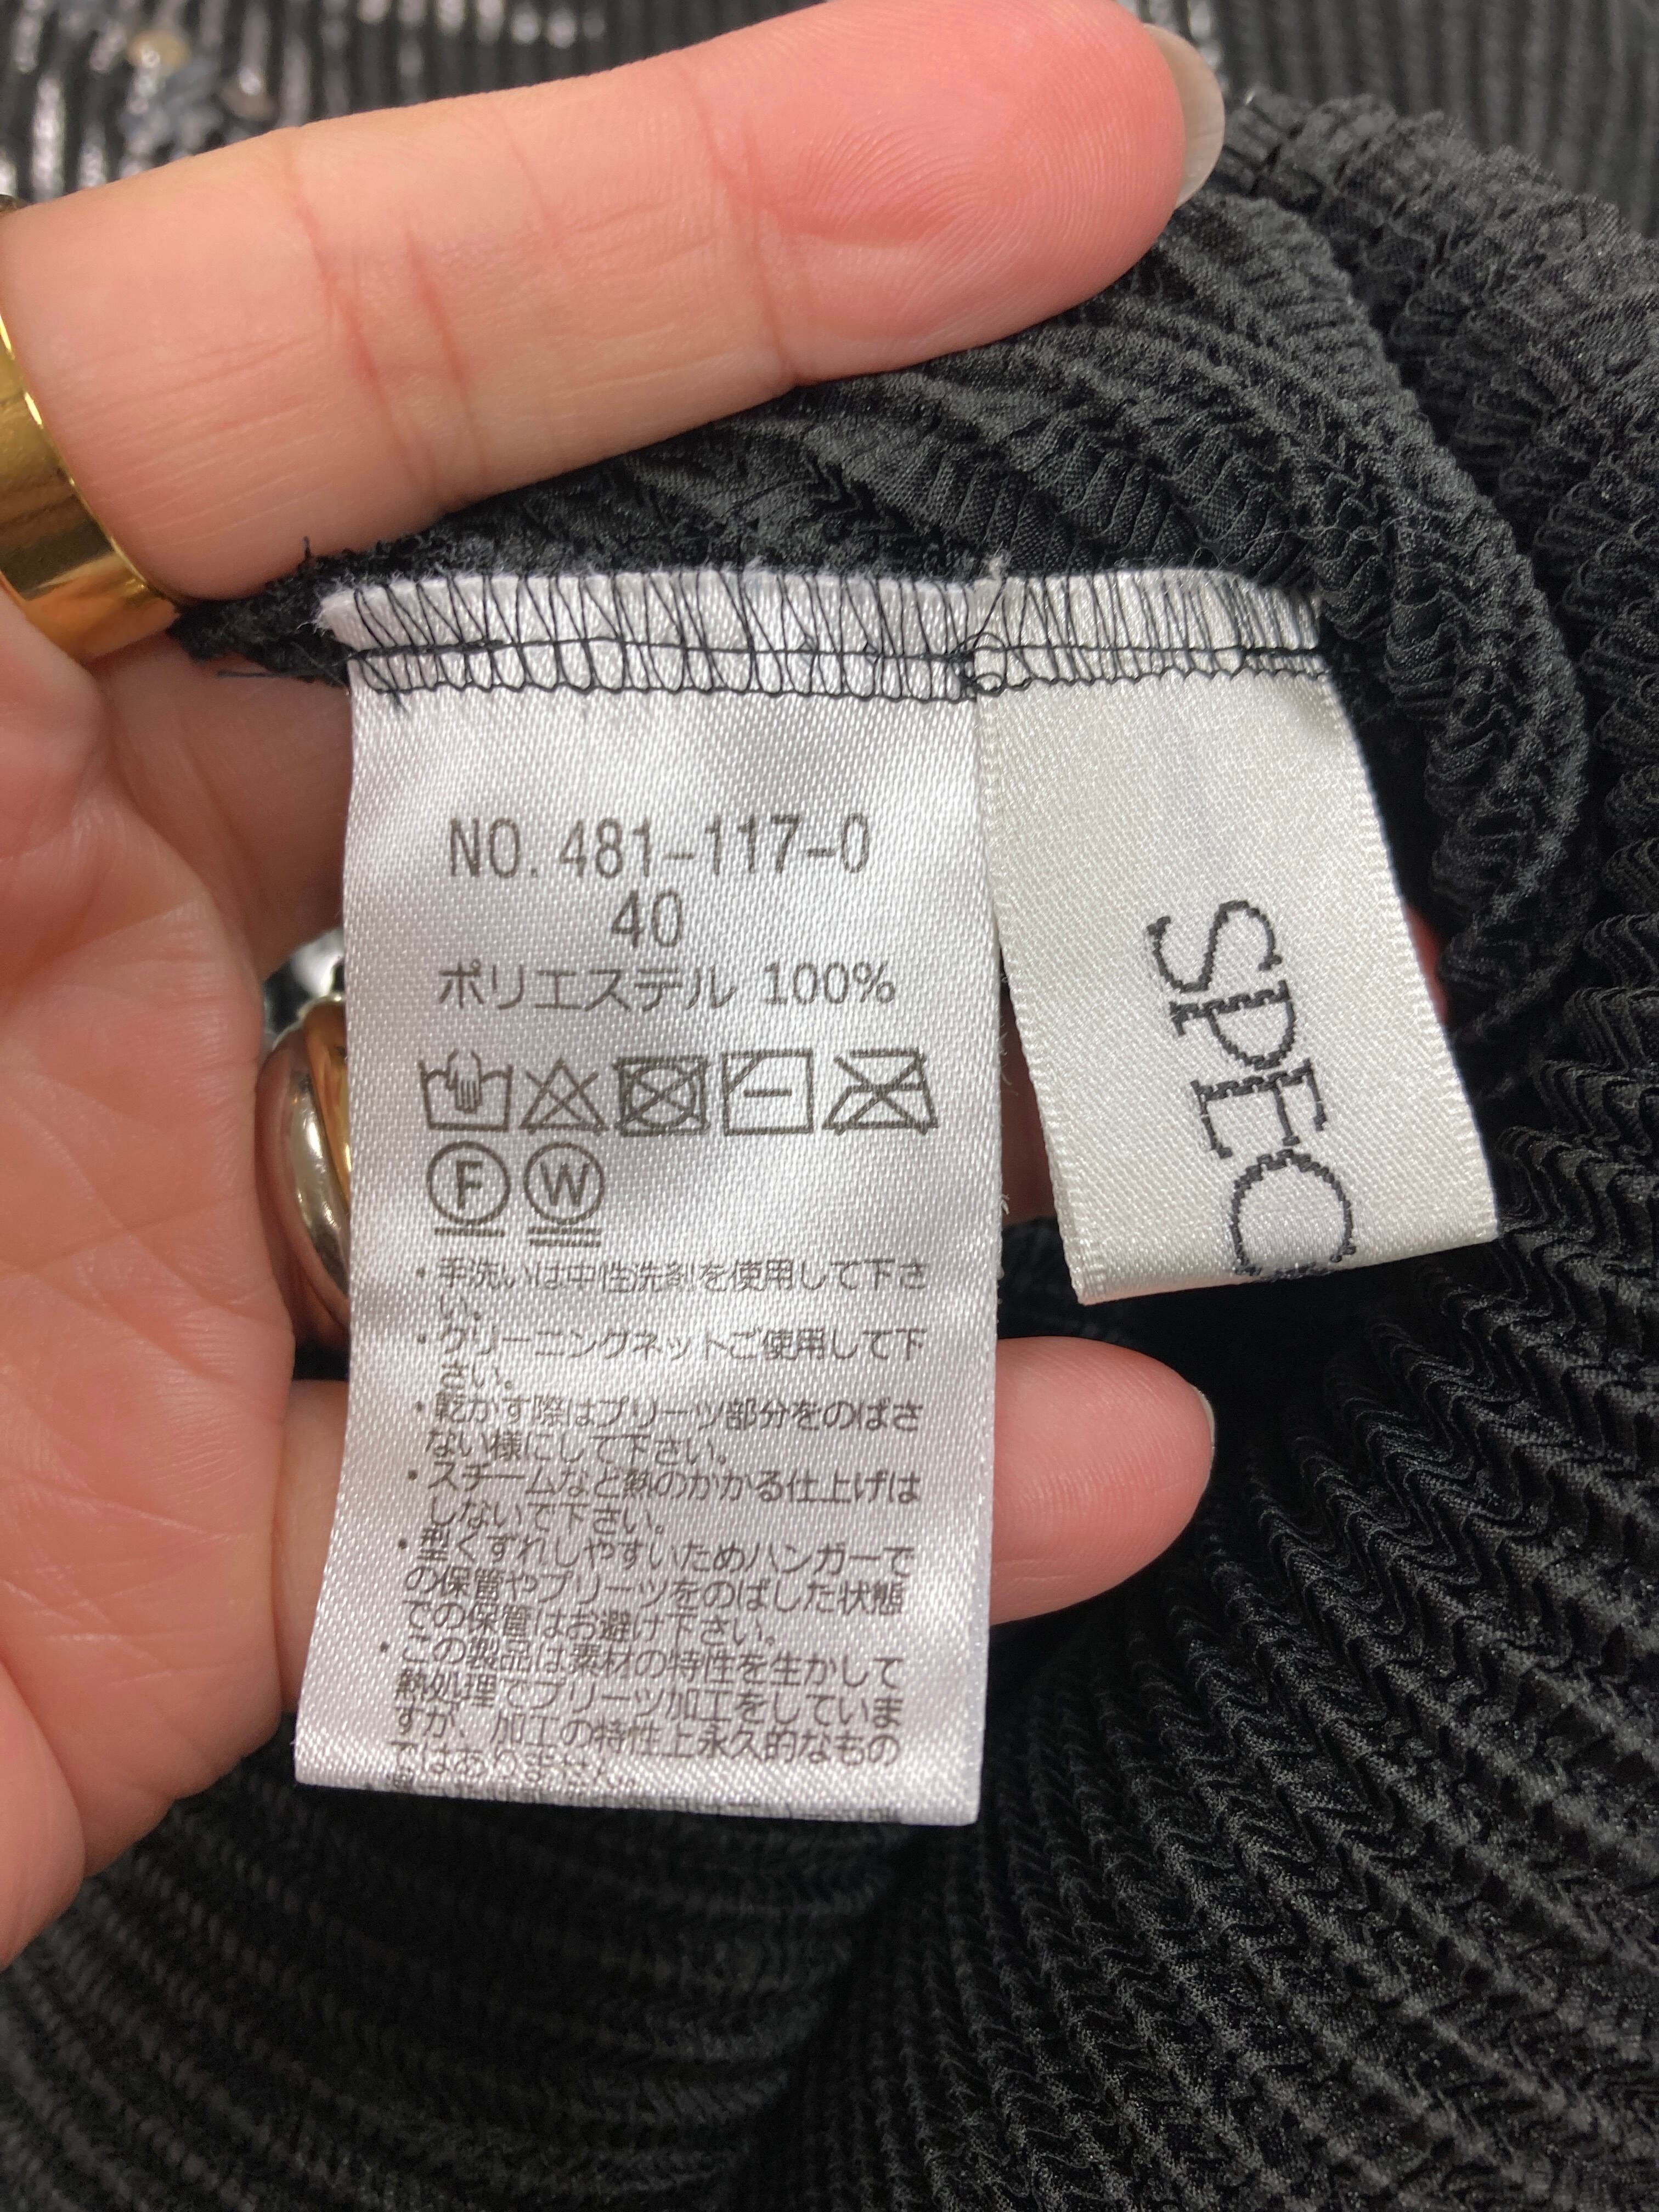 NO. 481-117-0
40
ポリエステル 100%
F W
・手洗いは中性洗剤を使用して下さ
い。
・クリーニングネットご使用して下
さい。
・乾かす際はプリーツ部分をのばさ
ない様にして下さい。
・スチームなど熱のかかる仕上げは
しないで下さい。
・型くずれしやすいためハンガーで
の保管やプリーツをのばした状態
での保管はお避け下さい。
・この製品は素材の特性を生かして
熱処理でプリーツ加工をしていま
すが、加工の特性上永久的なもの
ではありません。
SPEC